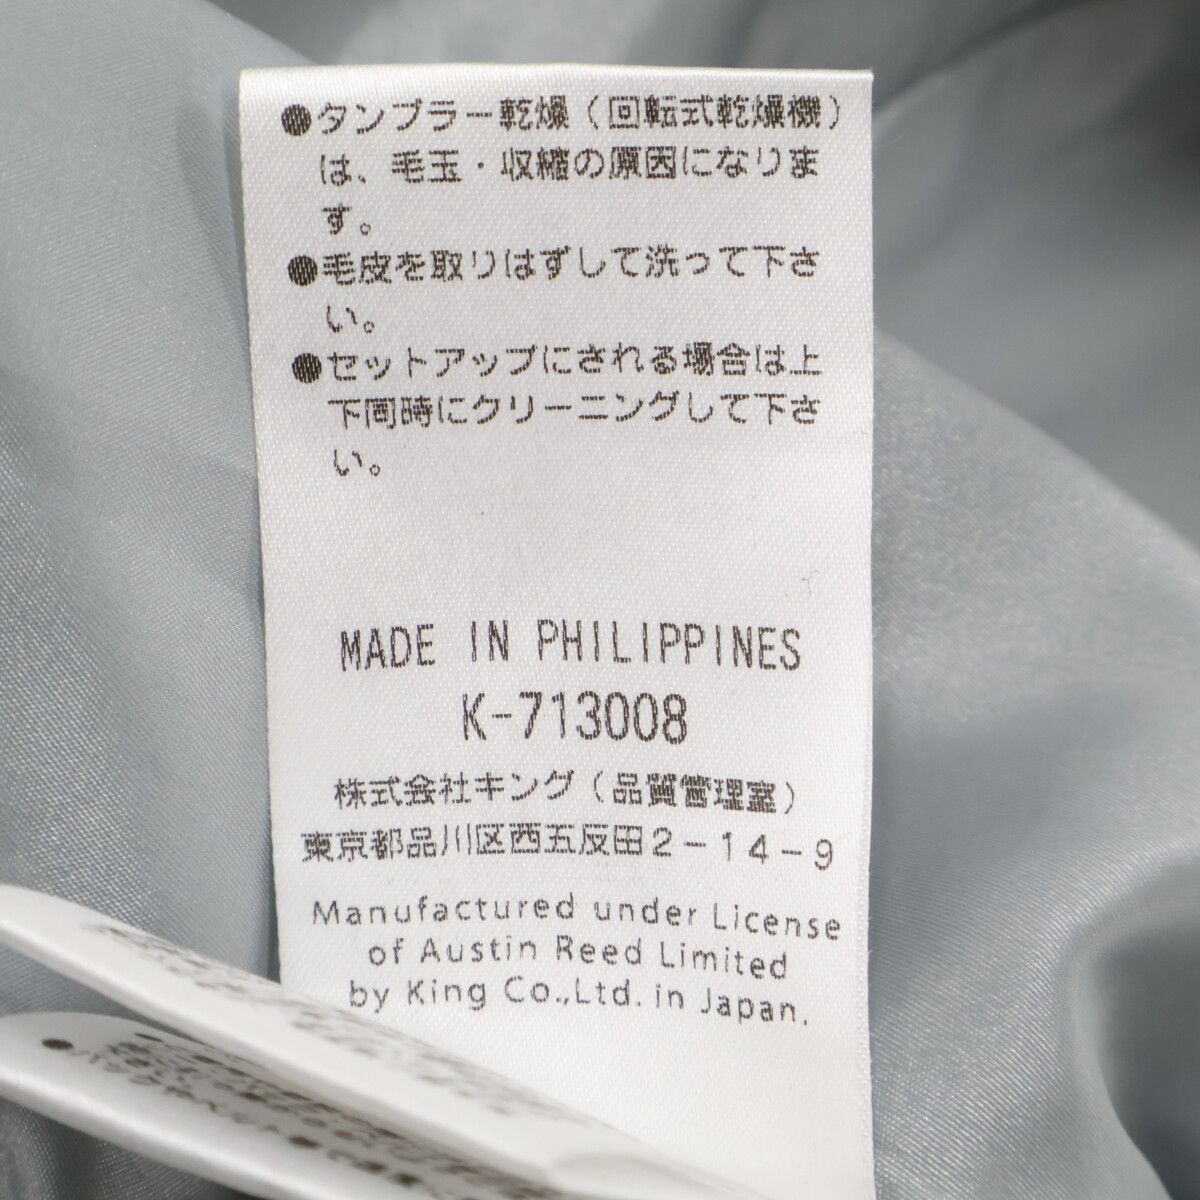 ●タンブラー乾燥(回転式乾燥機)
は、毛玉・収縮の原因になりま
す。
●毛皮を取りはずして洗って下さ
い。
●セットアップにされる場合は上
下同時にクリーニングして下さ
い。
MADE IN PHILIPPINES
K-713008
株式会社キング(品質管理室)
東京都品川区西五反田2-14-9
Manufactured under License
of Austin Reed Limited
by King Co.,Ltd. in Japan.